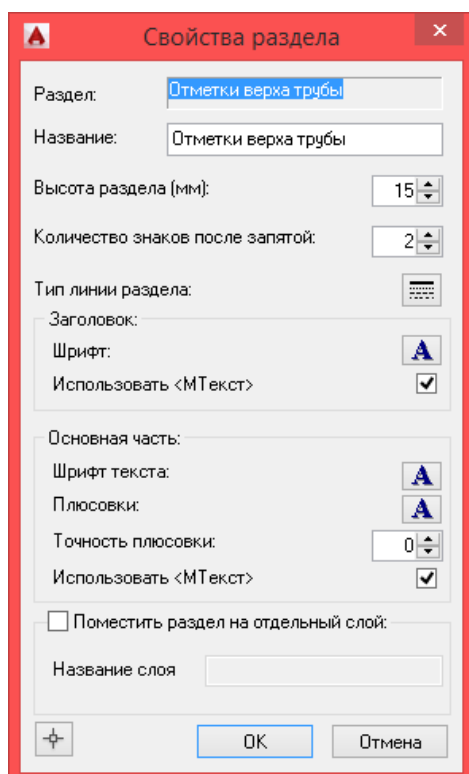 Свойства раздела
Раздел: Отметки верха трубы
Название: Отметки верха трубы
Высота раздела (мм): 15
Количество знаков после запятой: 2
Тип линии раздела:
Заголовок:
Шрифт:
Использовать <МТекст>
Основная часть:
Шрифт текста:
Плюсовки:
Точность плюсовки: 0
Использовать <МТекст>
Поместить раздел на отдельный слой:
Название слоя
OK Отмена